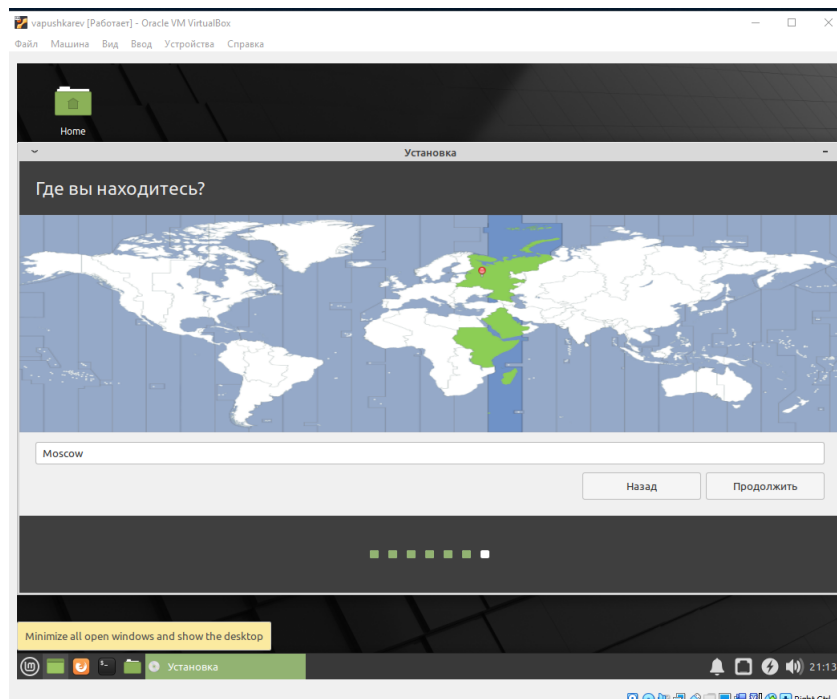 vapushkarev [Работает] - Oracle VM VirtualBox
Файл Машина Вид Ввод Устройства Справка
Home
Установка
Где вы находитесь?
Moscow
Назад Продолжить
Minimize all open windows and show the desktop
Установка 21:13
Right Ctrl